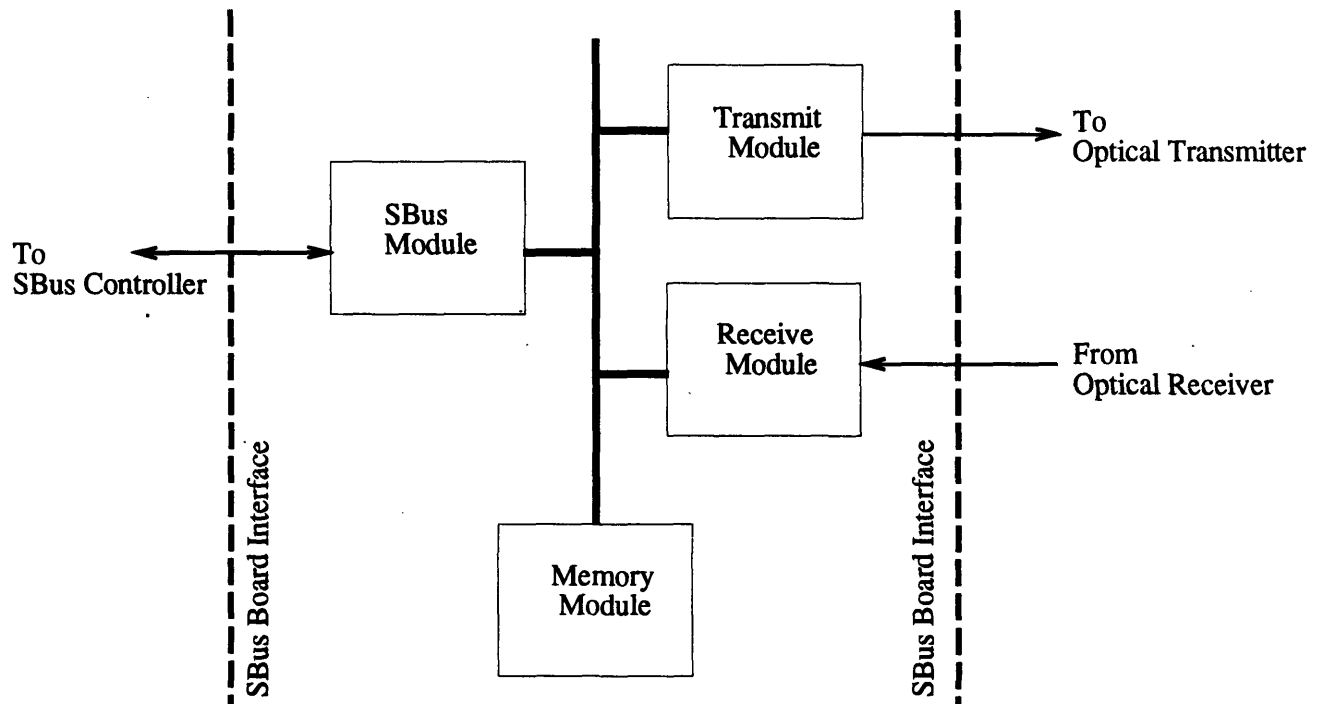 Transmit
Module
To
Optical Transmitter
SBus
Module
To
SBus Controller
Receive
Module
From
Optical Receiver
SBus Board Interface
SBus Board Interface
Memory
Module